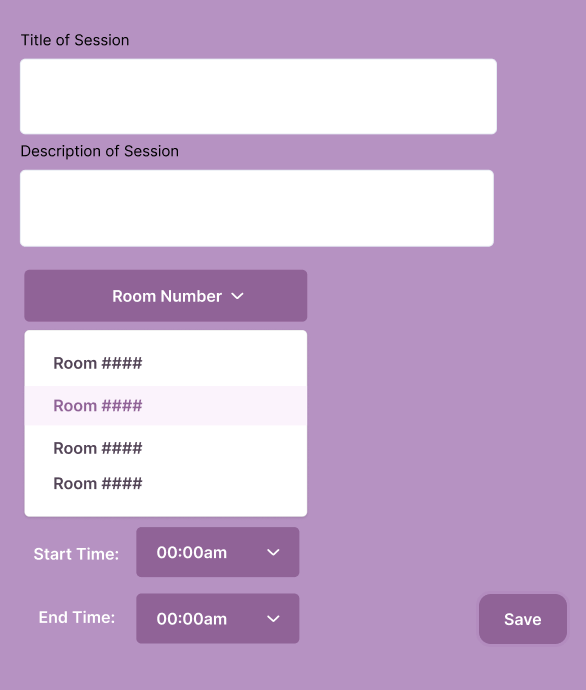 Title of Session
Description of Session
Room Number
Room ####
Room ####
Room ####
Room ####
Start Time: 00:00am
End Time: 00:00am
Save